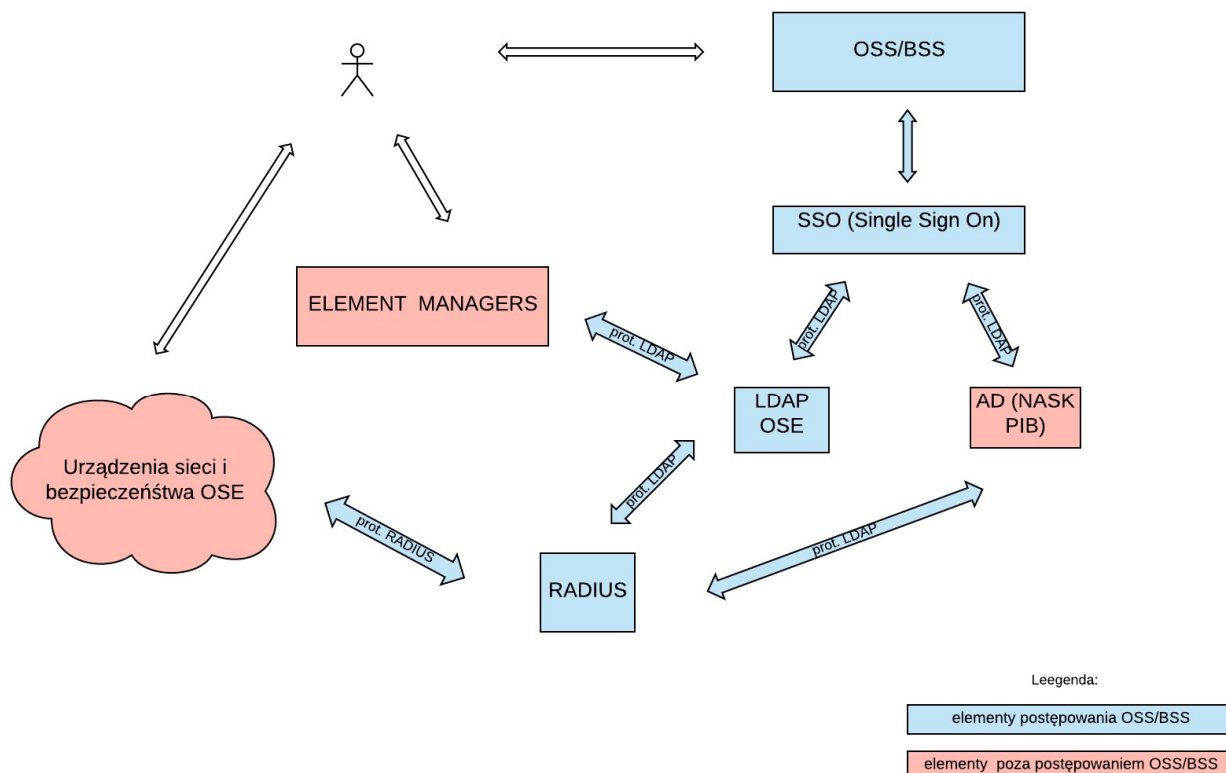 OSS/BSS
SSO (Single Sign On)
ELEMENT  MANAGERS
prot. LDAP
prot. LDAP
prot. LDAP
LDAP
OSE
AD (NASK
PIB)
Urządzenia sieci i
bezpieczeńśtwa OSE
prot. LDAP
prot. RADIUS
prot. LDAP
RADIUS
Leegenda:
elementy postępowania OSS/BSS
elementy  poza postępowaniem OSS/BSS